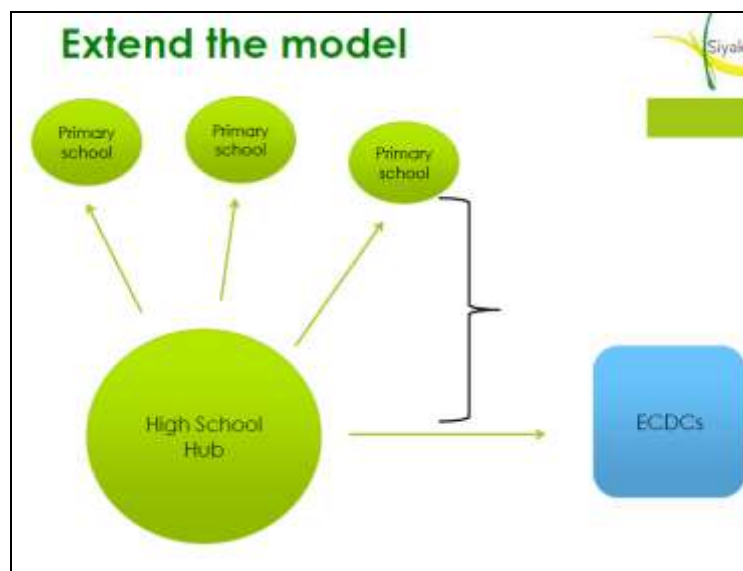 Extend the model
Primary
school
Primary
school
Primary
school
High School
Hub
ECDCs